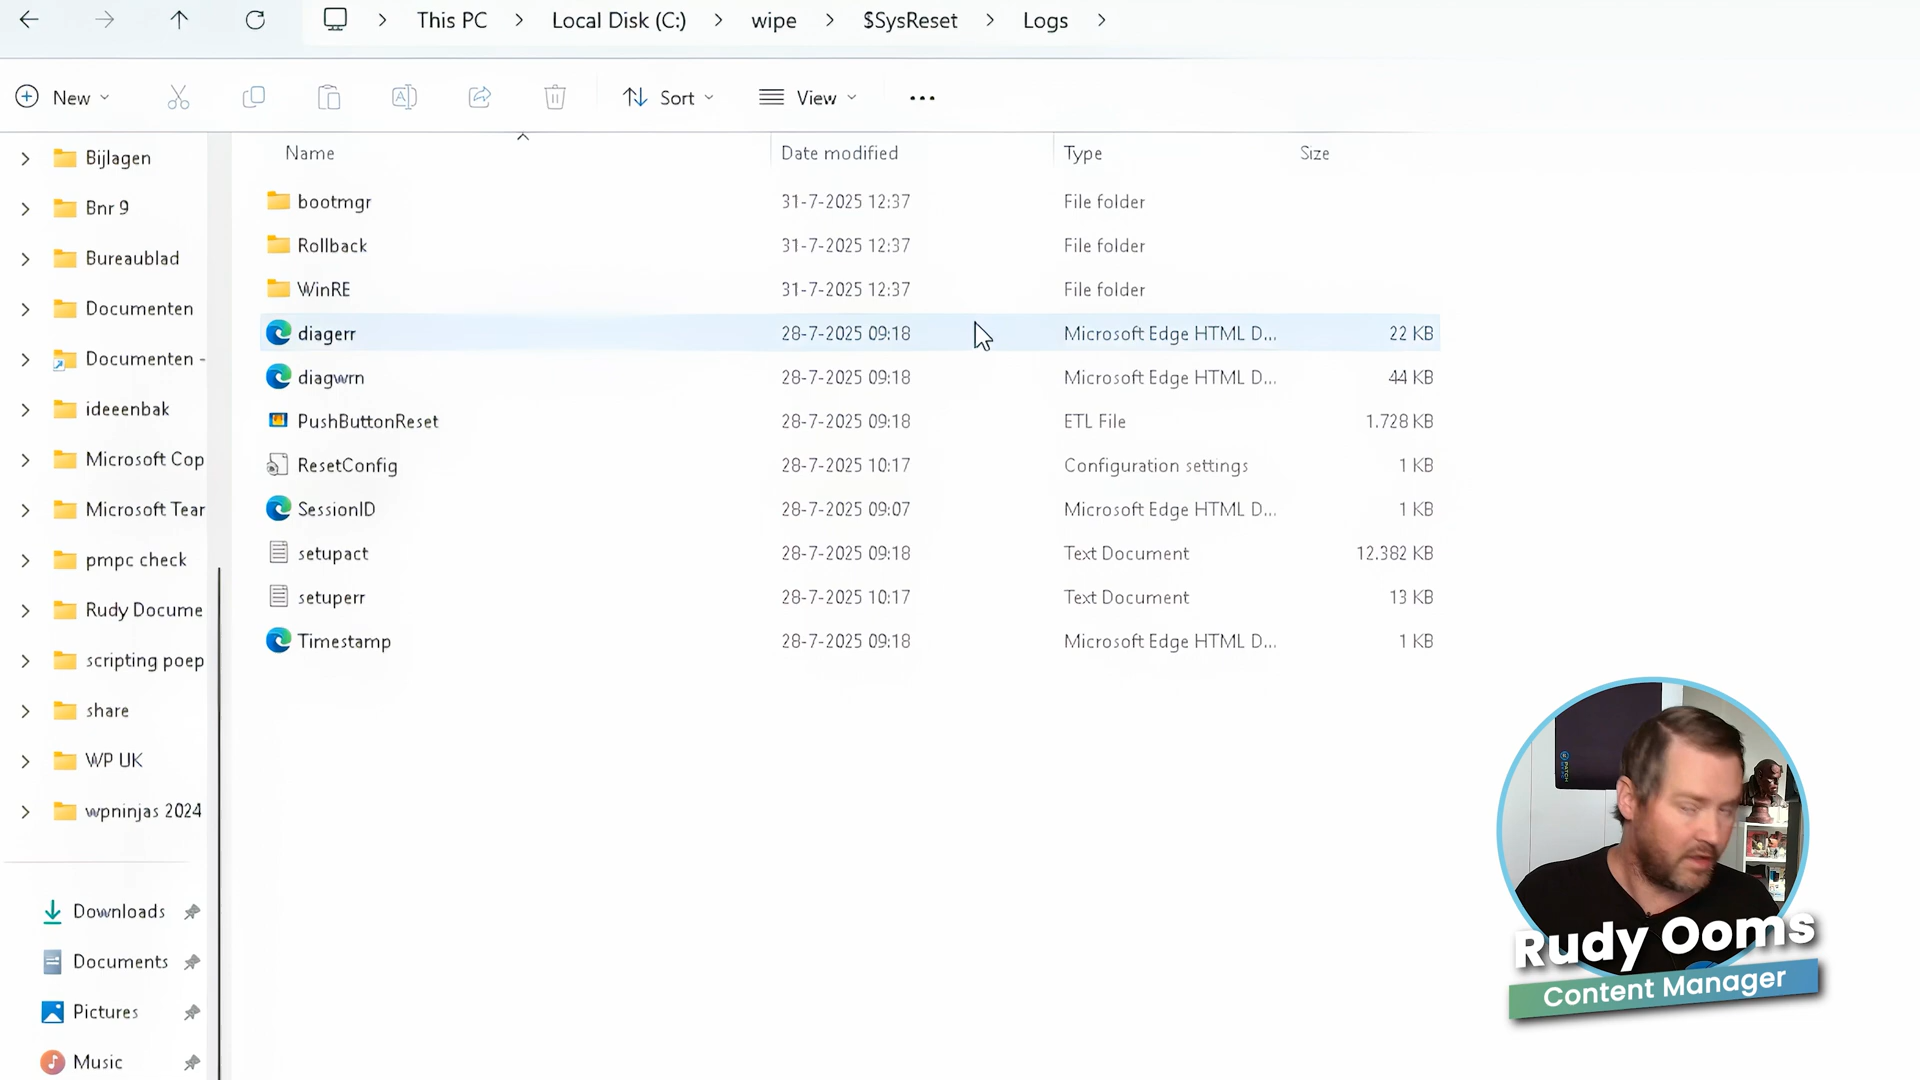 This PC > Local Disk (C:) > wipe > $SysReset > Logs >
New Sort View ...
Name Date modified Type Size
Bijlagen
Bnr 9
Bureaublad
Documenten
Documenten -
ideeenbak
Microsoft Cop
Microsoft Tear
pmpc check
Rudy Docume
scripting poep
share
WP UK
wpninjas 2024
Downloads
Documents
Pictures
Music
bootmgr 31-7-2025 12:37 File folder
Rollback 31-7-2025 12:37 File folder
WinRE 31-7-2025 12:37 File folder
diagerr 28-7-2025 09:18 Microsoft Edge HTML D... 22 KB
diagwrn 28-7-2025 09:18 Microsoft Edge HTML D... 44 KB
PushButtonReset 28-7-2025 09:18 ETL File 1.728 KB
ResetConfig 28-7-2025 10:17 Configuration settings 1 KB
SessionID 28-7-2025 09:07 Microsoft Edge HTML D... 1 KB
setupact 28-7-2025 09:18 Text Document 12.382 KB
setuperr 28-7-2025 10:17 Text Document 13 KB
Timestamp 28-7-2025 09:18 Microsoft Edge HTML D... 1 KB
Rudy Ooms
Content Manager